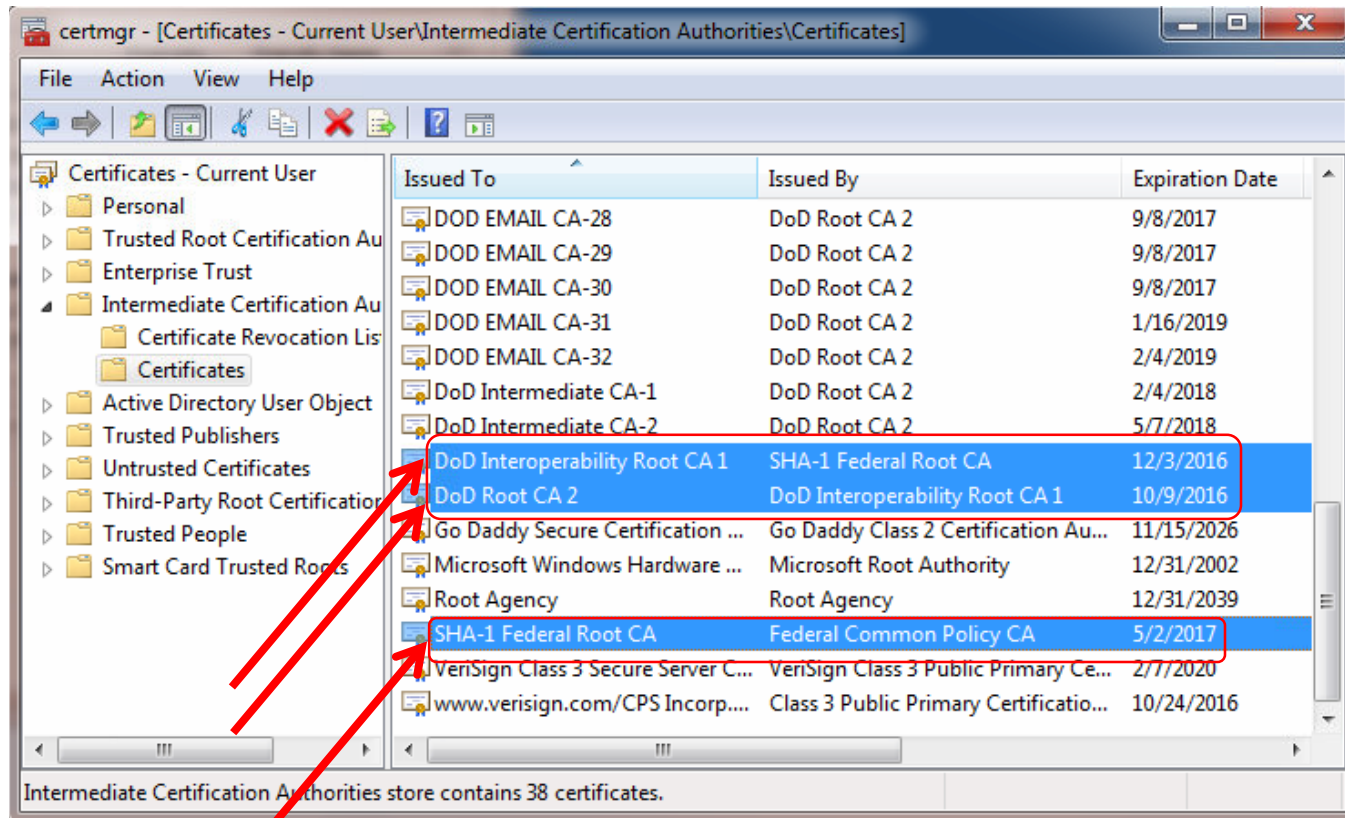 certmgr - [Certificates - Current User\Intermediate Certification Authorities\Certificates]
File Action View Help
Certificates - Current User
Personal
Trusted Root Certification Au
Enterprise Trust
Intermediate Certification Au
Certificate Revocation Lis
Certificates
Active Directory User Object
Trusted Publishers
Untrusted Certificates
Third-Party Root Certification
Trusted People
Smart Card Trusted Roots
Issued To Issued By Expiration Date
DOD EMAIL CA-28 DoD Root CA 2 9/8/2017
DOD EMAIL CA-29 DoD Root CA 2 9/8/2017
DOD EMAIL CA-30 DoD Root CA 2 9/8/2017
DOD EMAIL CA-31 DoD Root CA 2 1/16/2019
DOD EMAIL CA-32 DoD Root CA 2 2/4/2019
DoD Intermediate CA-1 DoD Root CA 2 2/4/2018
DoD Intermediate CA-2 DoD Root CA 2 5/7/2018
DoD Interoperability Root CA 1 SHA-1 Federal Root CA 12/3/2016
DoD Root CA 2 DoD Interoperability Root CA 1 10/9/2016
Go Daddy Secure Certification ... Go Daddy Class 2 Certification Au... 11/15/2026
Microsoft Windows Hardware ... Microsoft Root Authority 12/31/2002
Root Agency Root Agency 12/31/2039
SHA-1 Federal Root CA Federal Common Policy CA 5/2/2017
VeriSign Class 3 Secure Server C... VeriSign Class 3 Public Primary Ce... 2/7/2020
www.verisign.com/CPS Incorp.... Class 3 Public Primary Certificatio... 10/24/2016
Intermediate Certification Authorities store contains 38 certificates.